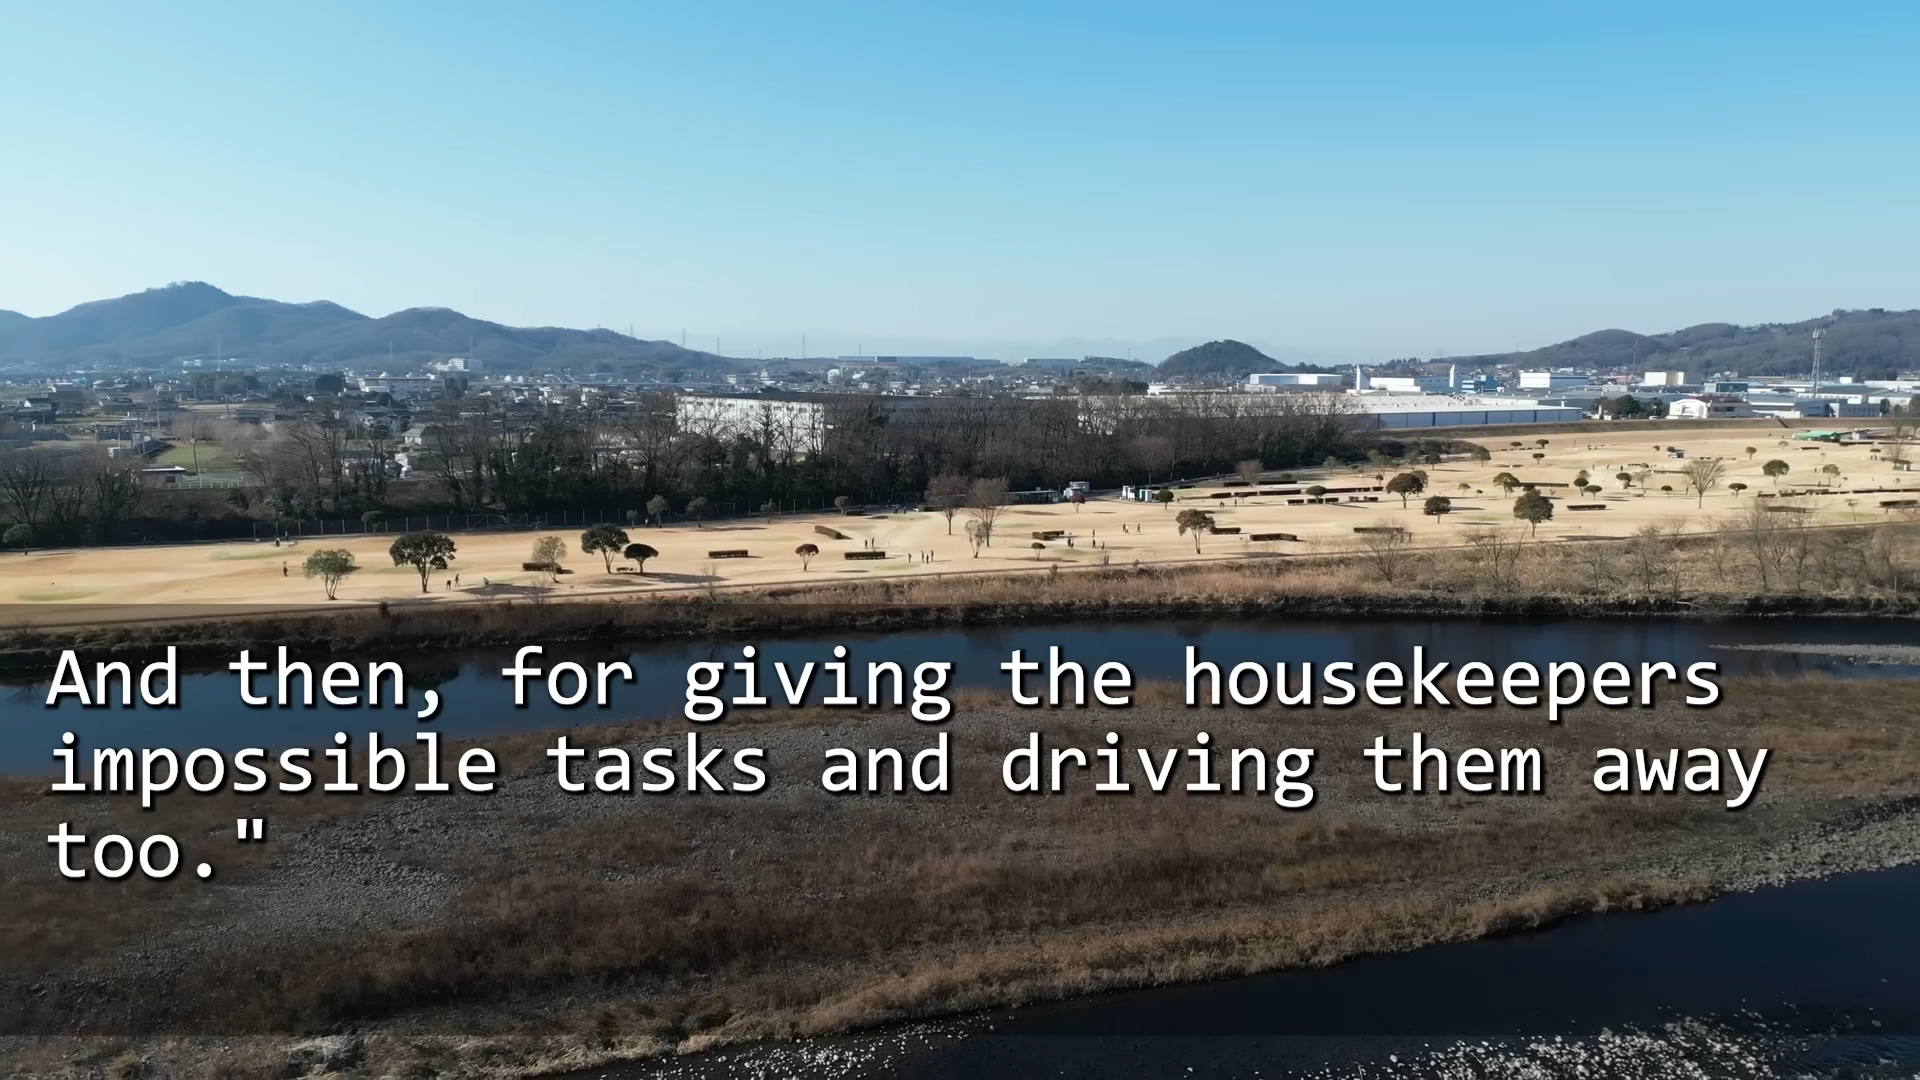 And then, for giving the housekeepers
impossible tasks and driving them away
too."